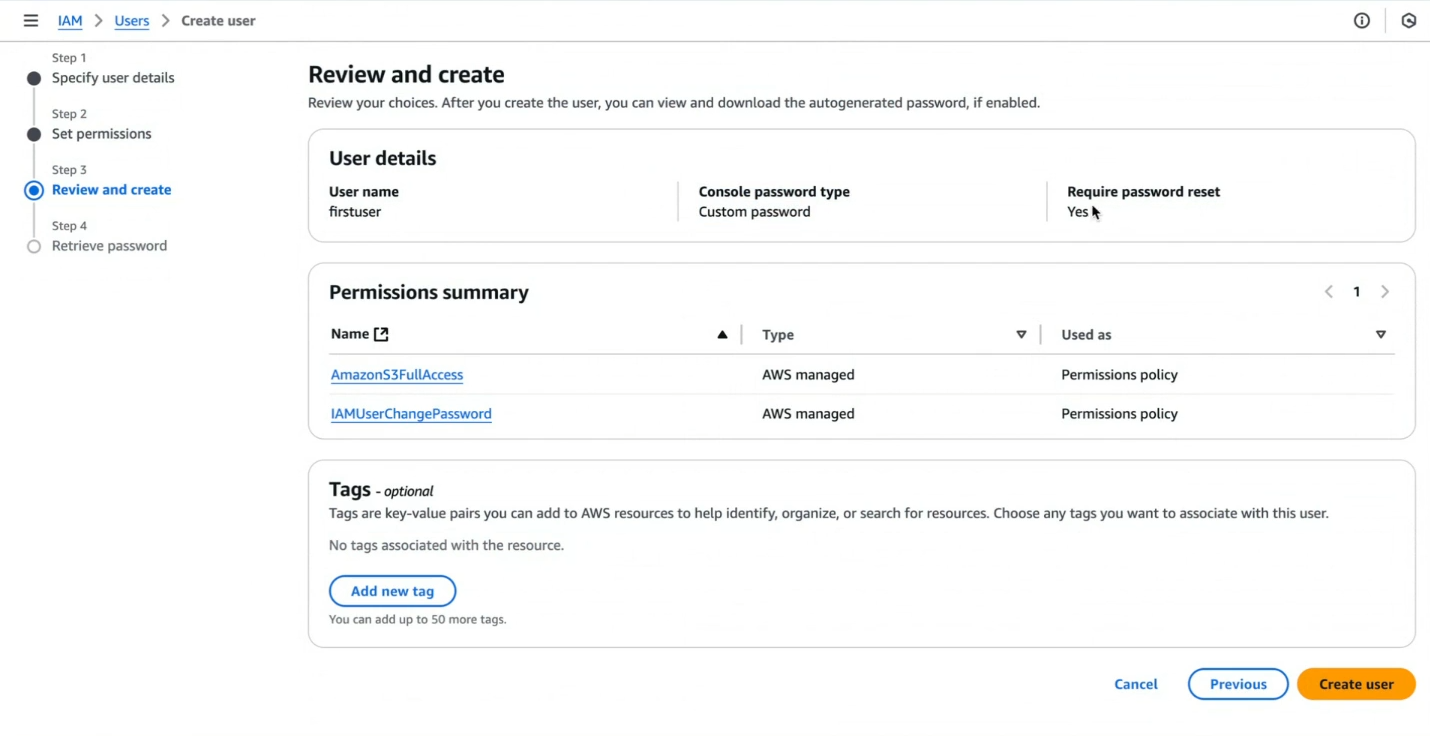 IAM > Users > Create user
Step 1
Specify user details
Step 2
Set permissions
Step 3
Review and create
Step 4
Retrieve password
Review and create
Review your choices. After you create the user, you can view and download the autogenerated password, if enabled.
User details
User name Console password type Require password reset
firstuser Custom password Yes
Permissions summary < 1 >
Name Type Used as
AmazonS3FullAccess AWS managed Permissions policy
IAMUserChangePassword AWS managed Permissions policy
Tags - optional
Tags are key-value pairs you can add to AWS resources to help identify, organize, or search for resources. Choose any tags you want to associate with this user.
No tags associated with the resource.
Add new tag
You can add up to 50 more tags.
Cancel Previous Create user